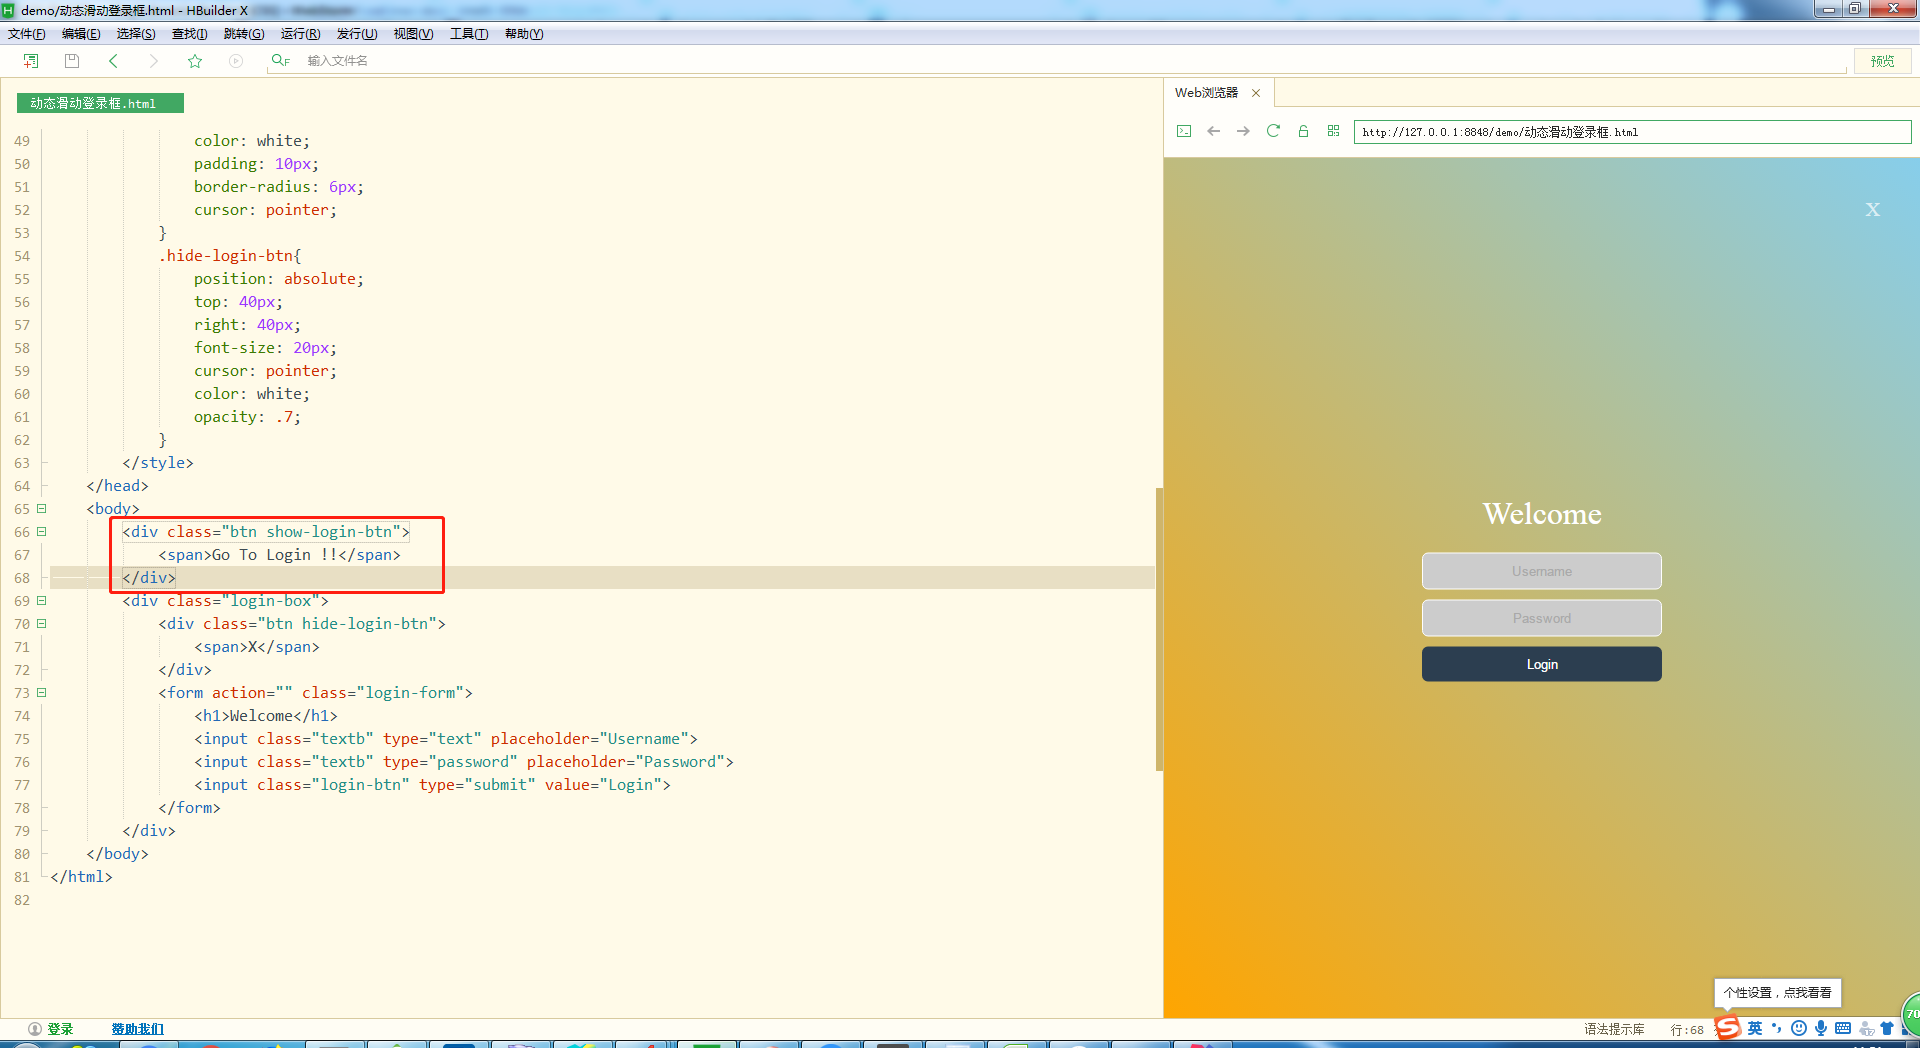 demo/动态滑动登录框.html - HBuilder X
文件(F) 编辑(E) 选择(S) 查找(I) 跳转(G) 运行(R) 发行(U) 视图(V) 工具(T) 帮助(Y)
输入文件名
预览
动态滑动登录框.html
49 color: white;
50 padding: 10px;
51 border-radius: 6px;
52 cursor: pointer;
53 }
54 .hide-login-btn{
55 position: absolute;
56 top: 40px;
57 right: 40px;
58 font-size: 20px;
59 cursor: pointer;
60 color: white;
61 opacity: .7;
62 }
63 </style>
64 </head>
65 <body>
66 <div class="btn show-login-btn">
67 <span>Go To Login !!</span>
68 </div>
69 <div class="login-box">
70 <div class="btn hide-login-btn">
71 <span>X</span>
72 </div>
73 <form action="" class="login-form">
74 <h1>Welcome</h1>
75 <input class="textb" type="text" placeholder="Username">
76 <input class="textb" type="password" placeholder="Password">
77 <input class="login-btn" type="submit" value="Login">
78 </form>
79 </div>
80 </body>
81 </html>
82
Web浏览器
http://127.0.0.1:8848/demo/动态滑动登录框.html
X
Welcome
Username
Password
Login
个性设置，点我看看
70
登录 赞助我们
语法提示库 行:68
英